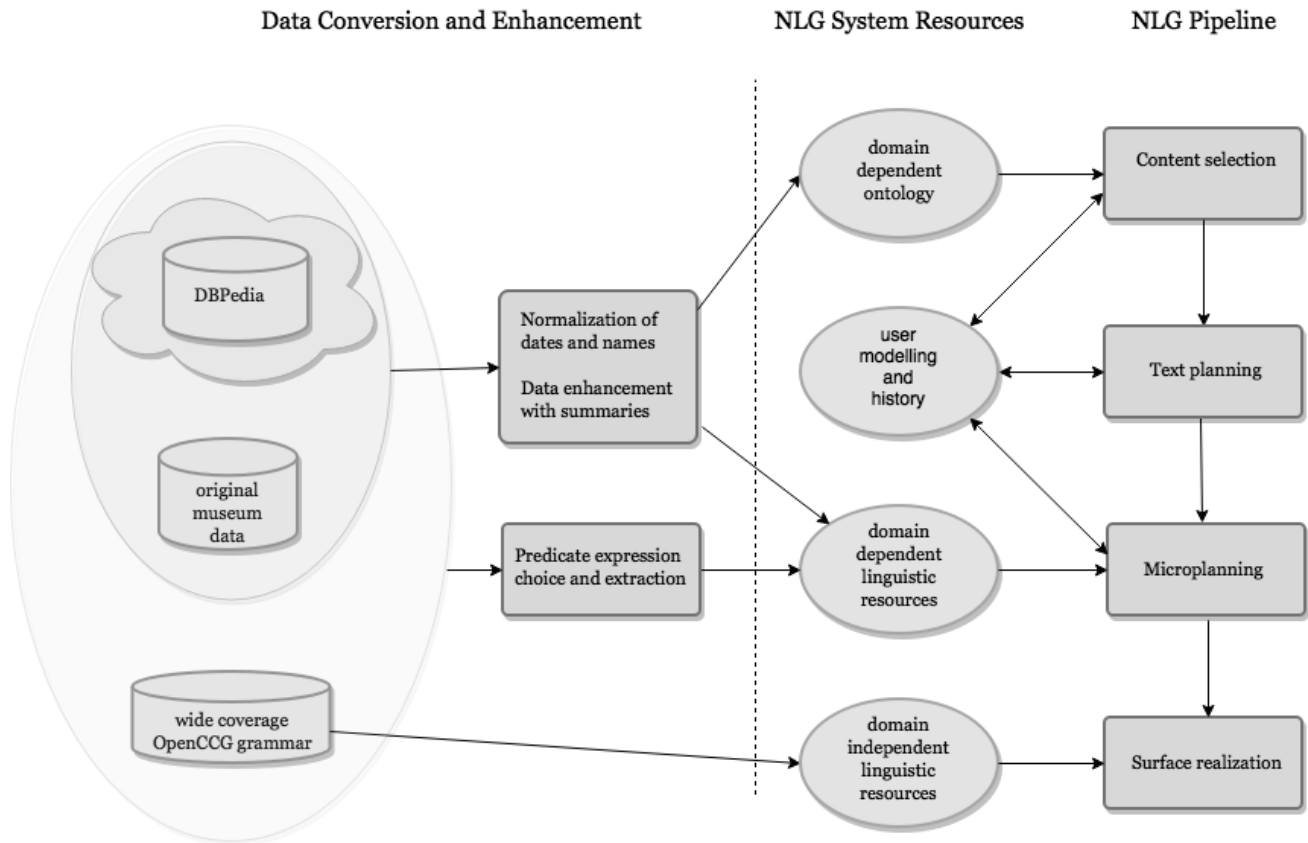 Data Conversion and Enhancement
NLG System Resources
NLG Pipeline
DBPedia
original
museum
data
wide coverage
OpenCCG grammar
Normalization of
dates and names
Data enhancement
with summaries
Predicate expression
choice and extraction
domain
dependent
ontology
user
modelling
and
history
domain
dependent
linguistic
resources
domain
independent
linguistic
resources
Content selection
Text planning
Microplanning
Surface realization